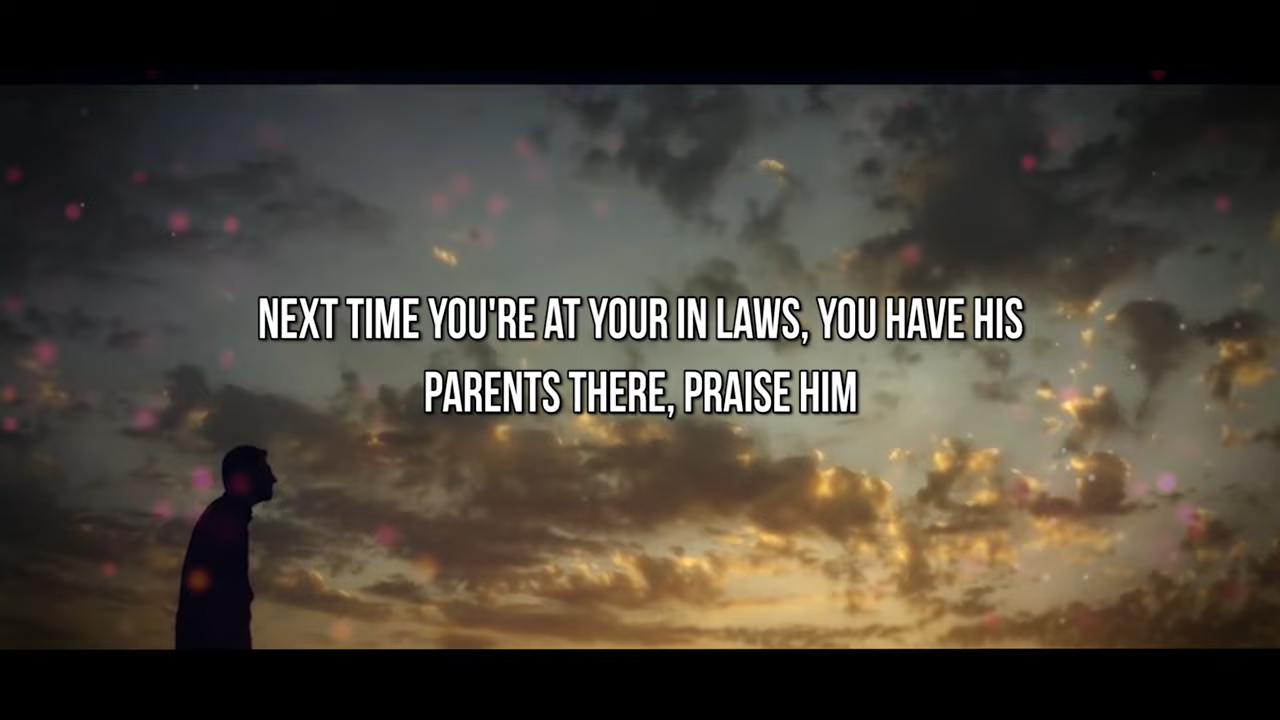 NEXT TIME YOU'RE AT YOUR IN LAWS, YOU HAVE HIS
PARENTS THERE, PRAISE HIM